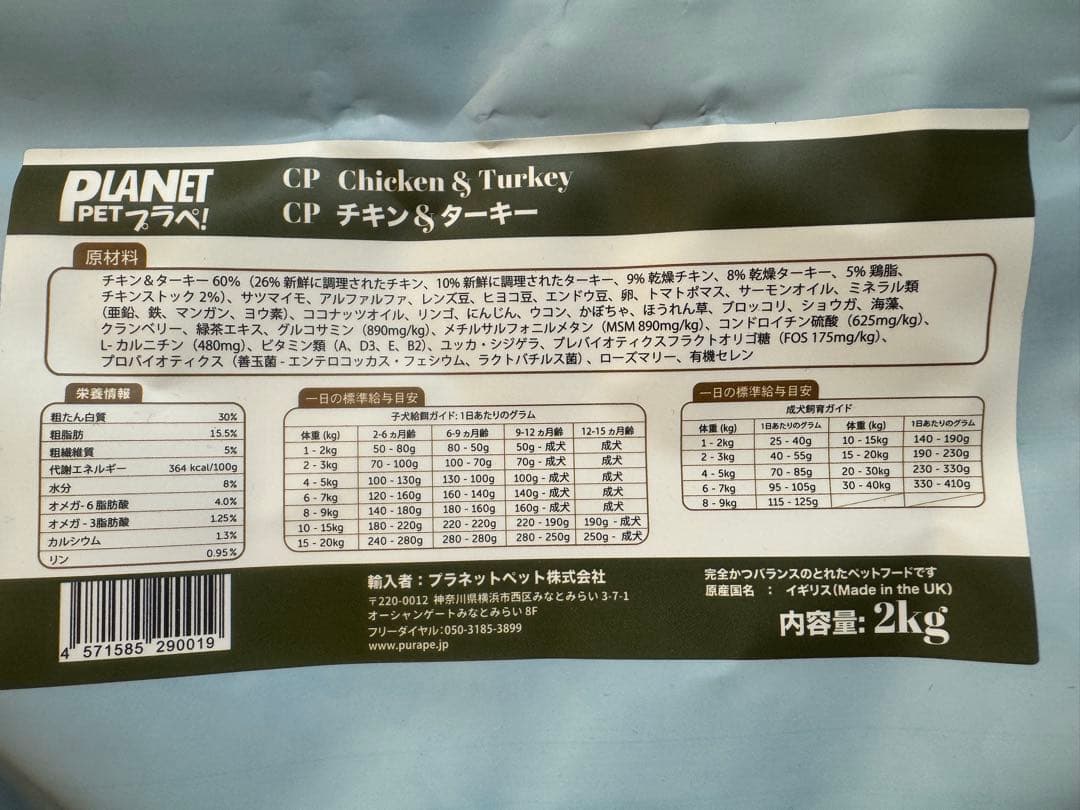 PLANET
PETプラペ!
CP Chicken & Turkey
CP チキン&ターキー
原材料
チキン&ターキー 60%（26% 新鮮に調理されたチキン、10% 新鮮に調理されたターキー、9% 乾燥チキン、8% 乾燥ターキー、5% 鶏脂、
チキンストック 2%）、サツマイモ、アルファルファ、レンズ豆、ヒヨコ豆、エンドウ豆、卵、トマトポマス、サーモンオイル、ミネラル類
（亜鉛、鉄、マンガン、ヨウ素）、ココナッツオイル、リンゴ、にんじん、ウコン、かぼちゃ、ほうれん草、ブロッコリ、ショウガ、海藻、
クランベリー、緑茶エキス、グルコサミン（890mg/kg）、メチルサルフォニルメタン（MSM 890mg/kg）、コンドロイチン硫酸（625mg/kg）、
L- カルニチン（480mg）、ビタミン類（A、D3、E、B2）、ユッカ・シジゲラ、プレバイオティクスフラクトオリゴ糖（FOS 175mg/kg）、
プロバイオティクス（善玉菌 - エンテロコッカス・フェシウム、ラクトバチルス菌）、ローズマリー、有機セレン
栄養情報
粗たん白質 30%
粗脂肪 15.5%
粗繊維質 5%
代謝エネルギー 364 kcal/100g
水分 8%
オメガ - 6 脂肪酸 4.0%
オメガ - 3脂肪酸 1.25%
カルシウム 1.3%
リン 0.95%
一日の標準給与目安
子犬給餌ガイド: 1日あたりのグラム
体重 (kg) 2-6 ヵ月齢 6-9 ヵ月齢 9-12 ヵ月齢 12-15 ヵ月齢
1 - 2kg 50 - 80g 80 - 50g 50g - 成犬 成犬
2 - 3kg 70 - 100g 100 - 70g 70g - 成犬 成犬
4 - 5kg 100 - 130g 130 - 100g 100g - 成犬 成犬
6 - 7kg 120 - 160g 160 - 140g 140g - 成犬 成犬
8 - 9kg 140 - 180g 180 - 160g 160g - 成犬 成犬
10 - 15kg 180 - 220g 220 - 220g 220 - 190g 190g - 成犬
15 - 20kg 240 - 280g 280 - 280g 280 - 250g 250g - 成犬
一日の標準給与目安
成犬飼育ガイド
体重 (kg) 1日あたりのグラム 体重 (kg) 1日あたりのグラム
1 - 2kg 25 - 40g 10 - 15kg 140 - 190g
2 - 3kg 40 - 55g 15 - 20kg 190 - 230g
4 - 5kg 70 - 85g 20 - 30kg 230 - 330g
6 - 7kg 95 - 105g 30 - 40kg 330 - 410g
8 - 9kg 115 - 125g
4 571585 290019
輸入者：プラネットペット株式会社
〒220-0012 神奈川県横浜市西区みなとみらい 3-7-1
オーシャンゲートみなとみらい 8F
フリーダイヤル:050-3185-3899
www.purape.jp
完全かつバランスのとれたペットフードです
原産国名 ： イギリス(Made in the UK)
内容量: 2kg